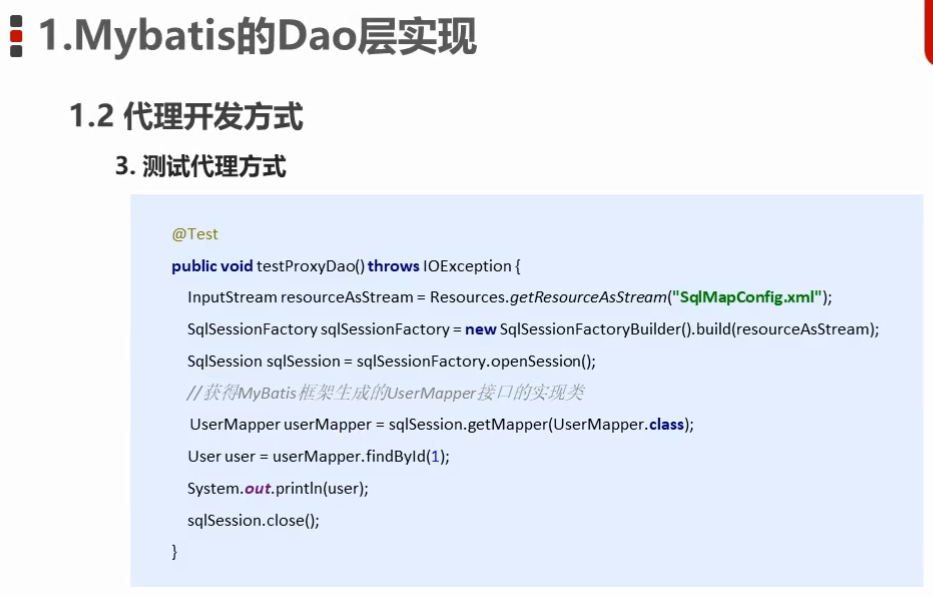 1.Mybatis的Dao层实现
1.2 代理开发方式
3. 测试代理方式
@Test
public void testProxyDao() throws IOException {
InputStream resourceAsStream = Resources.getResourceAsStream("SqlMapConfig.xml");
SqlSessionFactory sqlSessionFactory = new SqlSessionFactoryBuilder().build(resourceAsStream);
SqlSession sqlSession = sqlSessionFactory.openSession();
//获得MyBatis框架生成的UserMapper接口的实现类
UserMapper userMapper = sqlSession.getMapper(UserMapper.class);
User user = userMapper.findById(1);
System.out.println(user);
sqlSession.close();
}